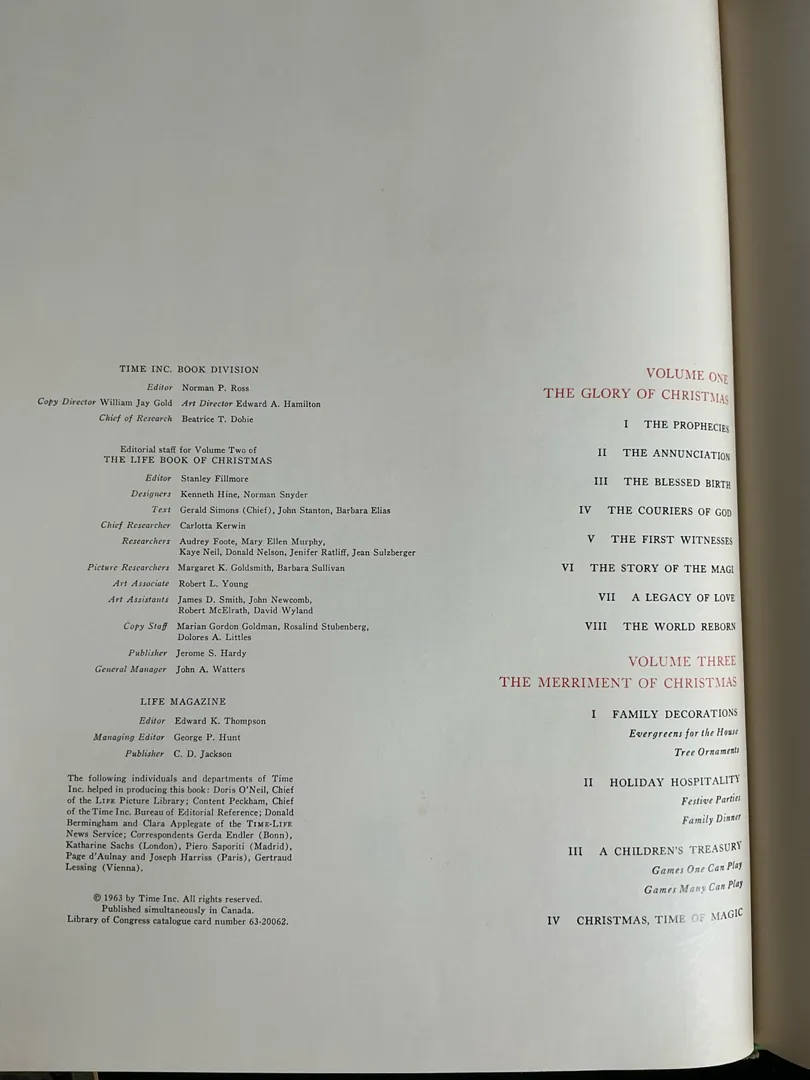 TIME INC. BOOK DIVISION
Editor Norman P. Ross
Copy Director William Jay Gold Art Director Edward A. Hamilton
Chief of Research Beatrice T. Dobie
Editorial staff for Volume Two of
THE LIFE BOOK OF CHRISTMAS
Editor Stanley Fillmore
Designers Kenneth Hine, Norman Snyder
Text Gerald Simons (Chief), John Stanton, Barbara Elias
Chief Researcher Carlotta Kerwin
Researchers Audrey Foote, Mary Ellen Murphy,
Kaye Neil, Donald Nelson, Jenifer Ratliff, Jean Sulzberger
Picture Researchers Margaret K. Goldsmith, Barbara Sullivan
Art Associate Robert L. Young
Art Assistants James D. Smith, John Newcomb,
Robert McElrath, David Wyland
Copy Staff Marian Gordon Goldman, Rosalind Stubenberg,
Dolores A. Littles
Publisher Jerome S. Hardy
General Manager John A. Watters
LIFE MAGAZINE
Editor Edward K. Thompson
Managing Editor George P. Hunt
Publisher C. D. Jackson
The following individuals and departments of Time
Inc. helped in producing this book: Doris O'Neil, Chief
of the LIFE Picture Library; Content Peckham, Chief
of the Time Inc. Bureau of Editorial Reference; Donald
Bermingham and Clara Applegate of the TIME-LIFE
News Service; Correspondents Gerda Endler (Bonn),
Katharine Sachs (London), Piero Saporiti (Madrid),
Page d'Aulnay and Joseph Harriss (Paris), Gertraud
Lessing (Vienna).
© 1963 by Time Inc. All rights reserved.
Published simultaneously in Canada.
Library of Congress catalogue card number 63-20062.
VOLUME ONE
THE GLORY OF CHRISTMAS
I THE PROPHECIES
II THE ANNUNCIATION
III THE BLESSED BIRTH
IV THE COURIERS OF GOD
V THE FIRST WITNESSES
VI THE STORY OF THE MAGI
VII A LEGACY OF LOVE
VIII THE WORLD REBORN
VOLUME THREE
THE MERRIMENT OF CHRISTMAS
I FAMILY DECORATIONS
Evergreens for the House
Tree Ornaments
II HOLIDAY HOSPITALITY
Festive Parties
Family Dinner
III A CHILDREN'S TREASURY
Games One Can Play
Games Many Can Play
IV CHRISTMAS, TIME OF MAGIC